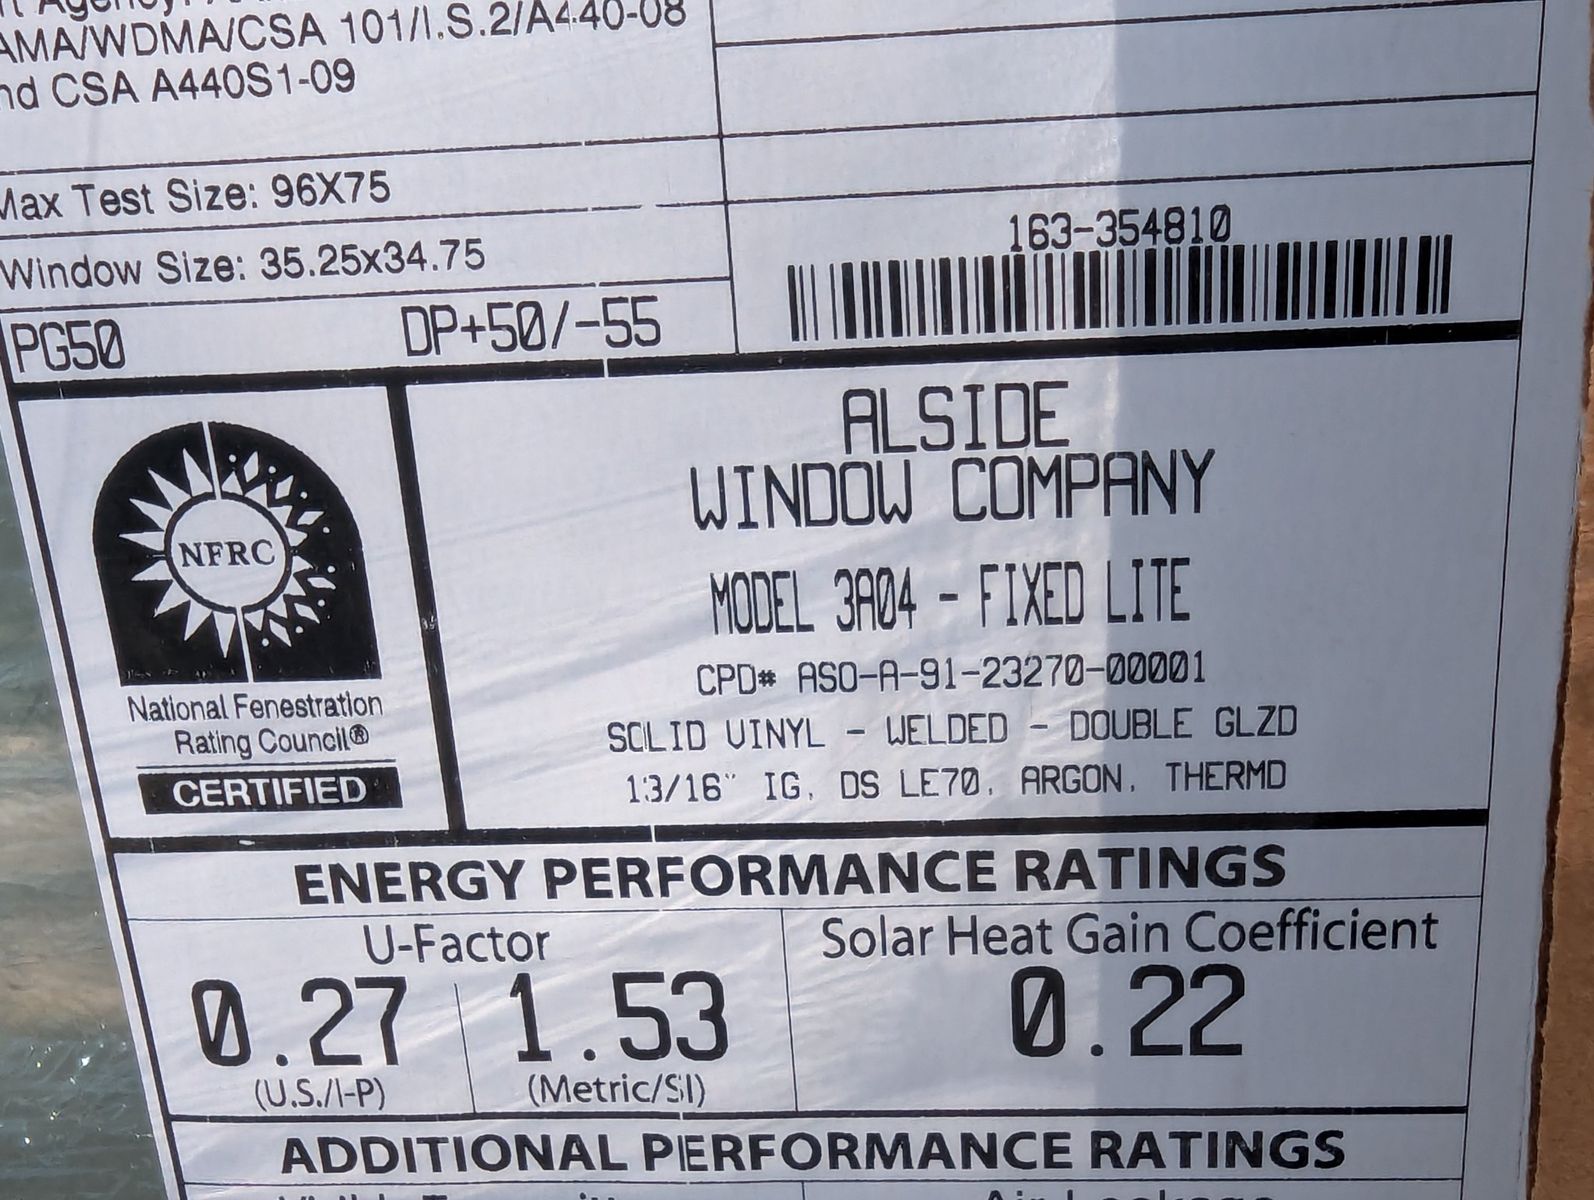 AMA/WDMA/CSA 101/I.S.2/A440-08
nd CSA A440S1-09
Max Test Size: 96X75
Window Size: 35.25x34.75
PG50 DP+50/-55
163-354810
NFRC
National Fenestration
Rating Council®
CERTIFIED
ALSIDE
WINDOW COMPANY
MODEL 3A04 - FIXED LITE
CPD# ASO-A-91-23270-00001
SOLID VINYL - WELDED - DOUBLE GLZD
13/16" IG, DS LE70, ARGON, THERMD
ENERGY PERFORMANCE RATINGS
U-Factor
0.27 1.53
(U.S./I-P) (Metric/SI)
Solar Heat Gain Coefficient
0.22
ADDITIONAL PERFORMANCE RATINGS